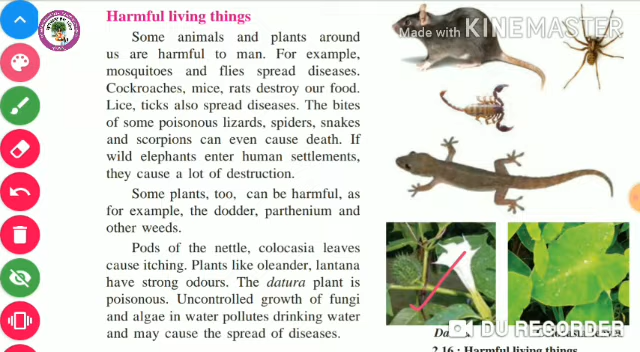 Harmful living things
Some animals and plants around
us are harmful to man. For example,
mosquitoes and flies spread diseases.
Cockroaches, mice, rats destroy our food.
Lice, ticks also spread diseases. The bites
of some poisonous lizards, spiders, snakes
and scorpions can even cause death. If
wild elephants enter human settlements,
they cause a lot of destruction.
Some plants, too, can be harmful, as
for example, the dodder, parthenium and
other weeds.
Pods of the nettle, colocasia leaves
cause itching. Plants like oleander, lantana
have strong odours. The datura plant is
poisonous. Uncontrolled growth of fungi
and algae in water pollutes drinking water
and may cause the spread of diseases.
Made with KINEMASTER
DU RECORDER
2.16 : Harmful living things